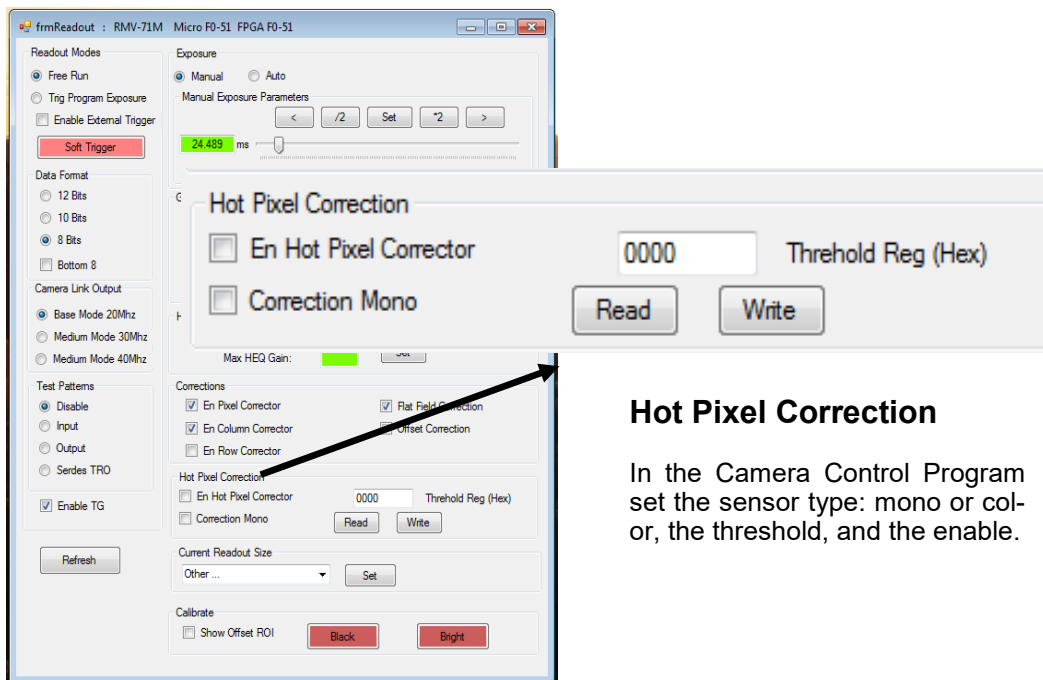 frmReadout : RMV-71M Micro F0-51 FPGA F0-51
Readout Modes
Free Run
Trig Program Exposure
Enable External Trigger
Soft Trigger
Data Format
12 Bits
10 Bits
8 Bits
Bottom 8
Camera Link Output
Base Mode 20Mhz
Medium Mode 30Mhz
Medium Mode 40Mhz
Test Patterns
Disable
Input
Output
Serdes TRO
Enable TG
Refresh
Exposure
Manual Auto
Manual Exposure Parameters
< /2 Set *2 >
24.489 ms
Hot Pixel Correction
En Hot Pixel Corrector 0000 Threhold Reg (Hex)
Correction Mono Read Write
Max HEQ Gain: Set
Corrections
En Pixel Corrector Flat Field Correction
En Column Corrector Offset Correction
En Row Corrector
Hot Pixel Correction
En Hot Pixel Corrector 0000 Threhold Reg (Hex)
Correction Mono Read Write
Current Readout Size
Other ... Set
Calibrate
Show Offset ROI Black Bright
Hot Pixel Correction
In the Camera Control Program
set the sensor type: mono or col-
or, the threshold, and the enable.